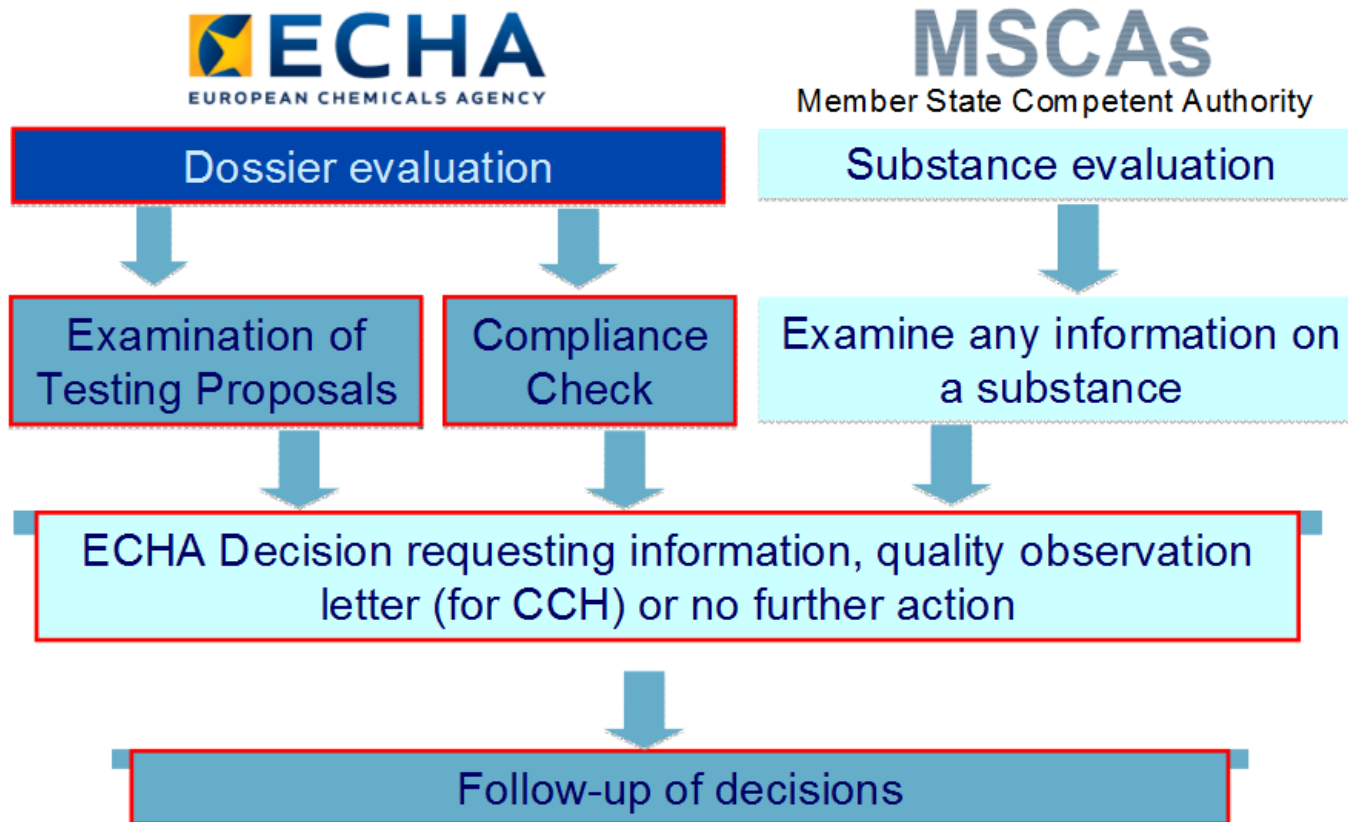 ECHA
EUROPEAN CHEMICALS AGENCY
MSCAs
Member State Competent Authority
Dossier evaluation
Substance evaluation
Examination of
Testing Proposals
Compliance
Check
Examine any information on
a substance
ECHA Decision requesting information, quality observation
letter (for CCH) or no further action
Follow-up of decisions